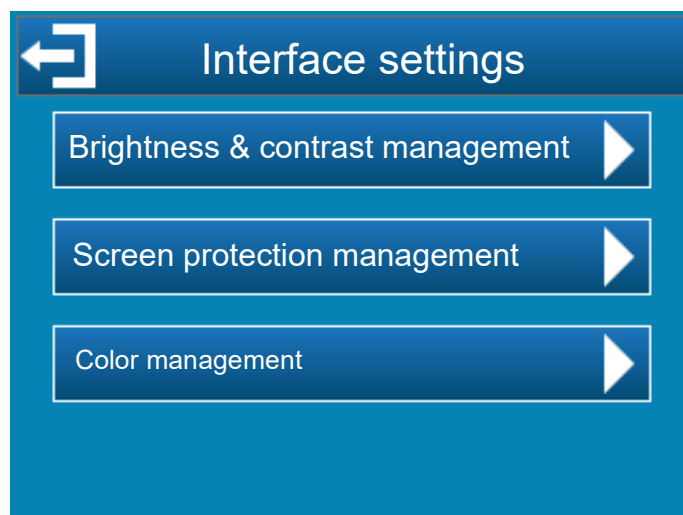 Interface settings
Brightness & contrast management
Screen protection management
Color management